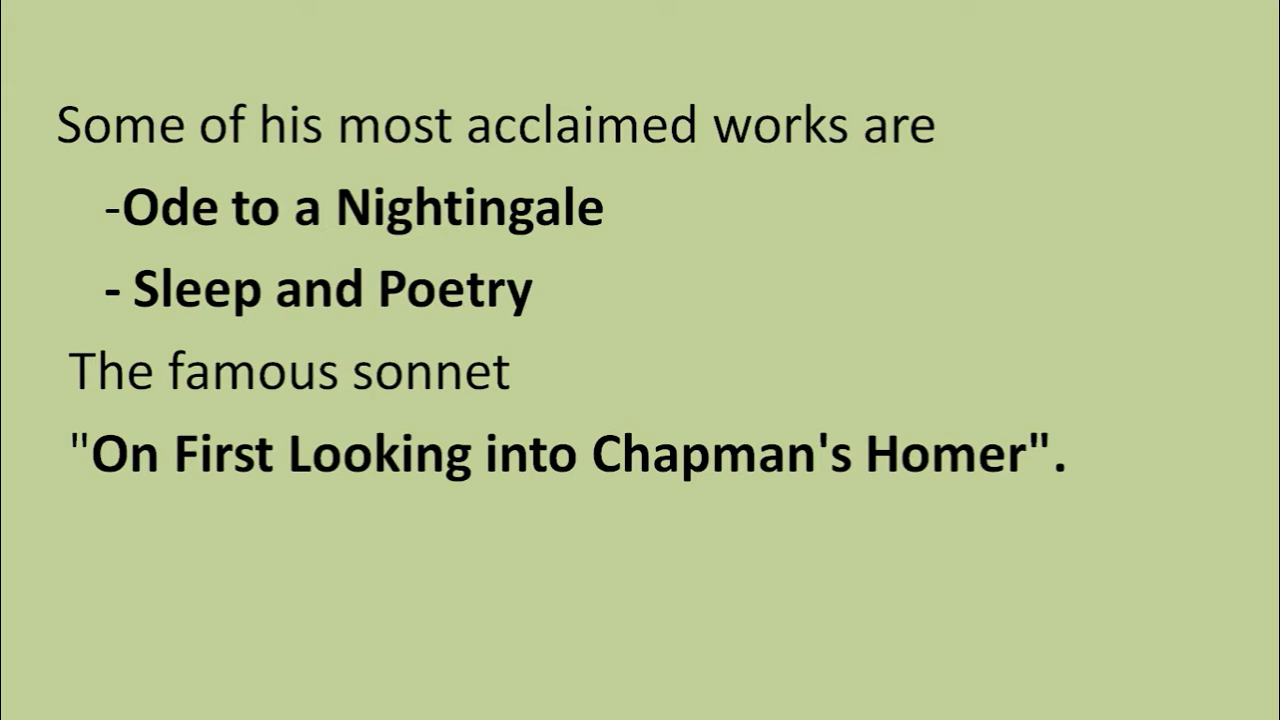 Some of his most acclaimed works are
-Ode to a Nightingale
- Sleep and Poetry
The famous sonnet
"On First Looking into Chapman's Homer".